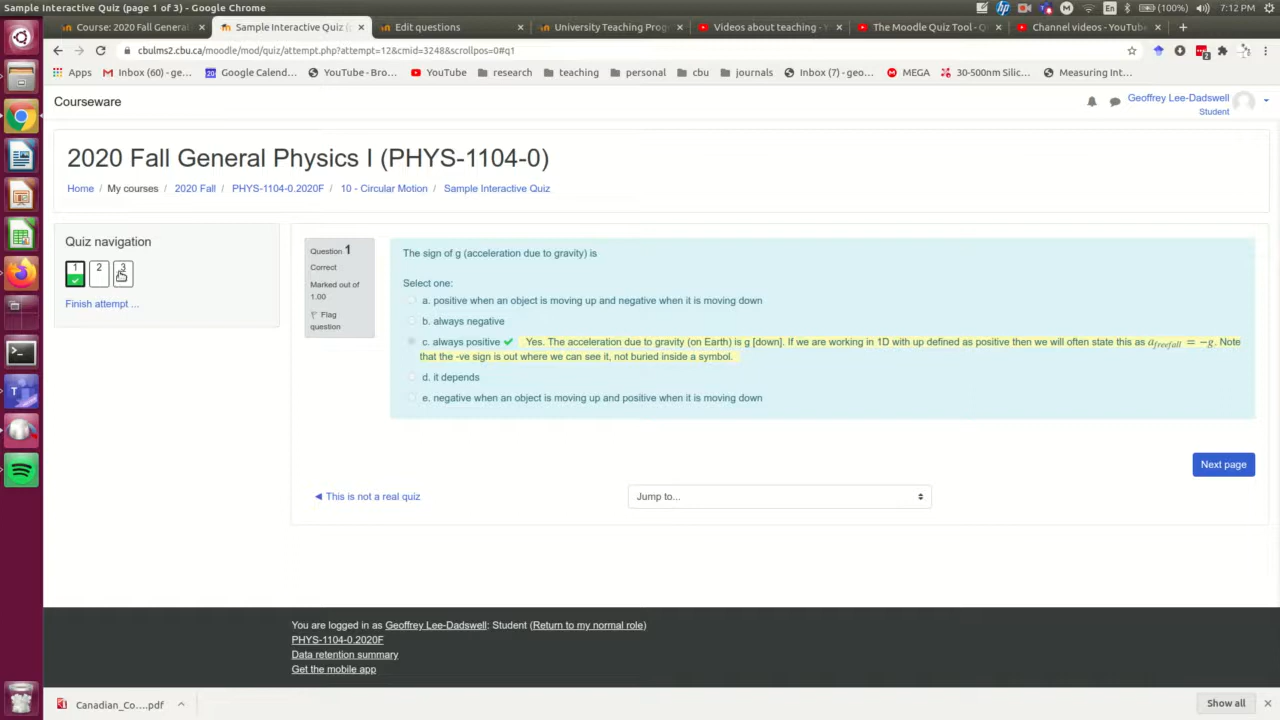 Sample Interactive Quiz (page 1 of 3) - Google Chrome
En
(100%)
7:12 PM
Course: 2020 Fall General
Sample Interactive Quiz (p
Edit questions
University Teaching Prog
Videos about teaching - Y
The Moodle Quiz Tool - Q
Channel videos - YouTube
cbulms2.cbu.ca/moodle/mod/quiz/attempt.php?attempt=12&cmid=3248&scrollpos=0#q1
2
Apps
Inbox (60) - ge...
Google Calend...
YouTube - Bro...
YouTube
research
teaching
personal
cbu
journals
Inbox (7) - geo...
MEGA
30-500nm Silic...
Measuring Int...
Courseware
Geoffrey Lee-Dadswell
Student
2020 Fall General Physics I (PHYS-1104-0)
Home / My courses / 2020 Fall / PHYS-1104-0.2020F / 10 - Circular Motion / Sample Interactive Quiz
Quiz navigation
1 2 3
Finish attempt ...
Question 1
Correct
Marked out of
1.00
Flag
question
The sign of g (acceleration due to gravity) is
Select one:
a. positive when an object is moving up and negative when it is moving down
b. always negative
c. always positive ✔ Yes. The acceleration due to gravity (on Earth) is g [down]. If we are working in 1D with up defined as positive then we will often state this as a_freefall = −g. Note
that the -ve sign is out where we can see it, not buried inside a symbol.
d. it depends
e. negative when an object is moving up and positive when it is moving down
Next page
◄ This is not a real quiz
Jump to...
You are logged in as Geoffrey Lee-Dadswell: Student (Return to my normal role)
PHYS-1104-0.2020F
Data retention summary
Get the mobile app
Canadian_Co....pdf
Show all